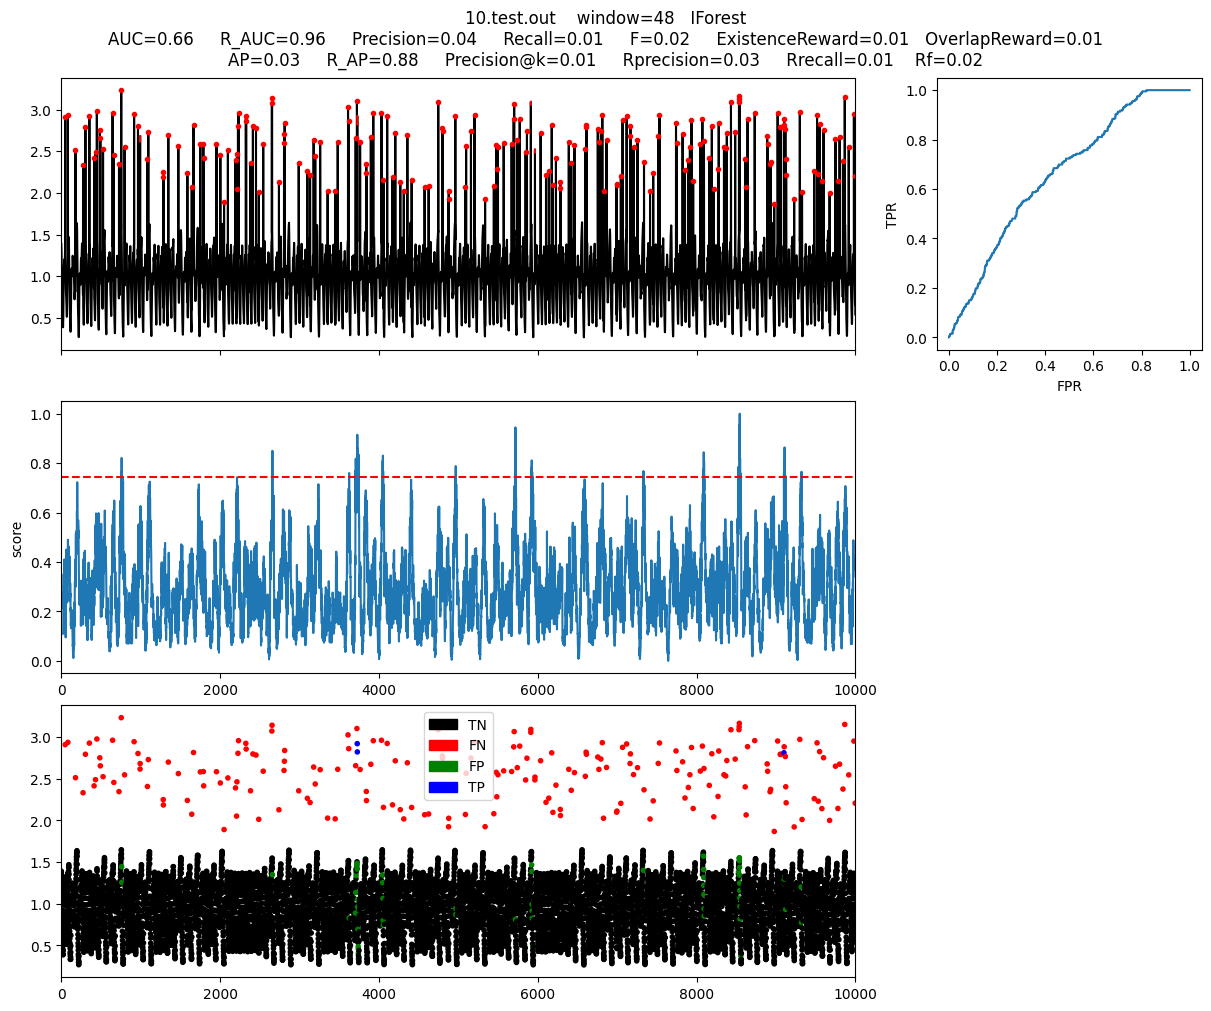 10.test.out window=48 IForest
AUC=0.66 R_AUC=0.96 Precision=0.04 Recall=0.01 F=0.02 ExistenceReward=0.01 OverlapReward=0.01
AP=0.03 R_AP=0.88 Precision@k=0.01 Rprecision=0.03 Rrecall=0.01 Rf=0.02
3.0
2.5
2.0
1.5
1.0
0.5
1.0
0.8
0.6
0.4
0.2
0.0
TPR
0.0 0.2 0.4 0.6 0.8 1.0
FPR
1.0
0.8
0.6
0.4
0.2
0.0
score
0 2000 4000 6000 8000 10000
3.0
2.5
2.0
1.5
1.0
0.5
TN
FN
FP
TP
0 2000 4000 6000 8000 10000